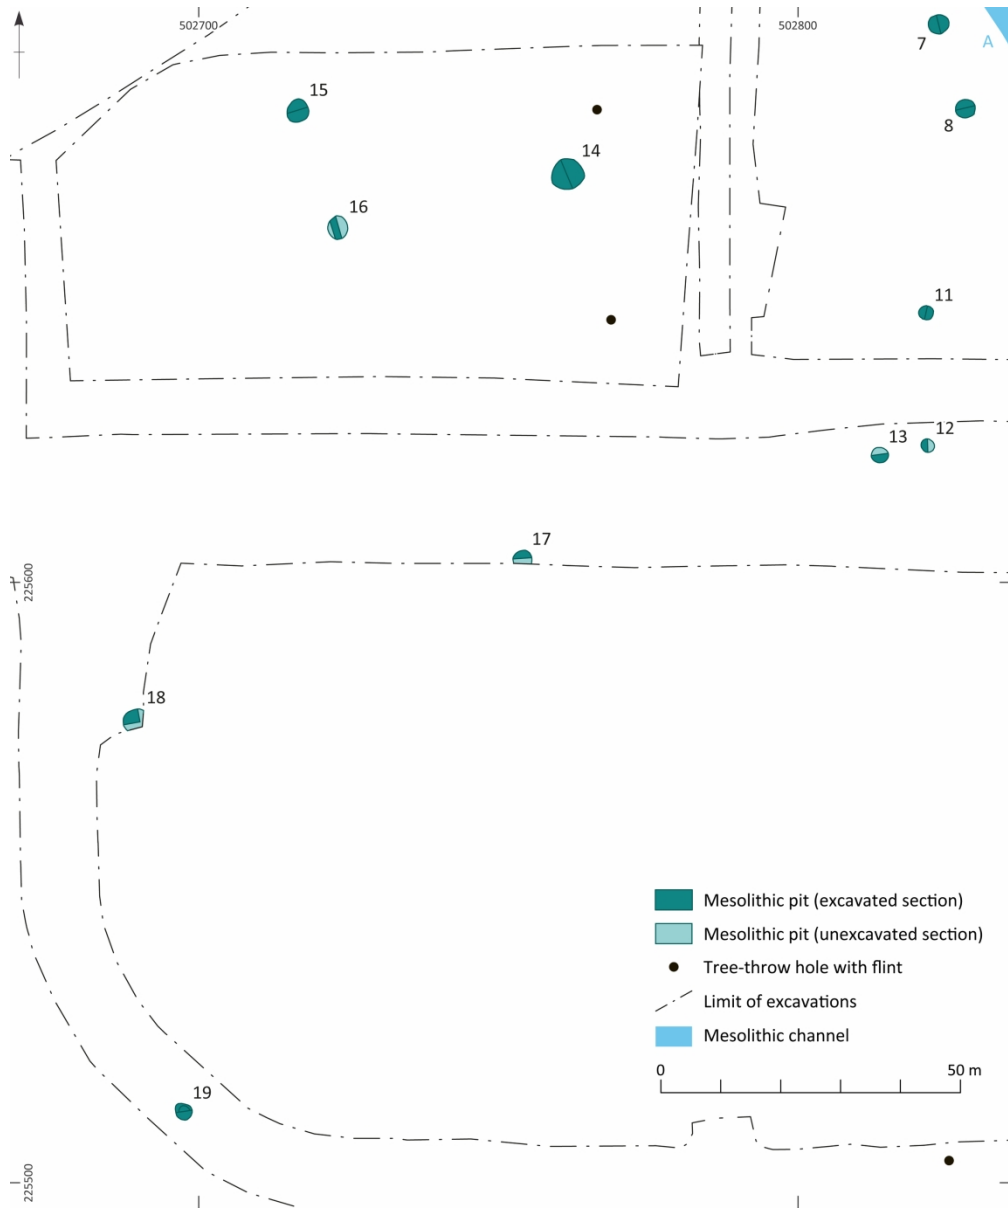 502700
502800
7
A
15
8
14
16
11
13
12
17
225600
18
Mesolithic pit (excavated section)
Mesolithic pit (unexcavated section)
Tree-throw hole with flint
Limit of excavations
Mesolithic channel
0
50 m
19
225500